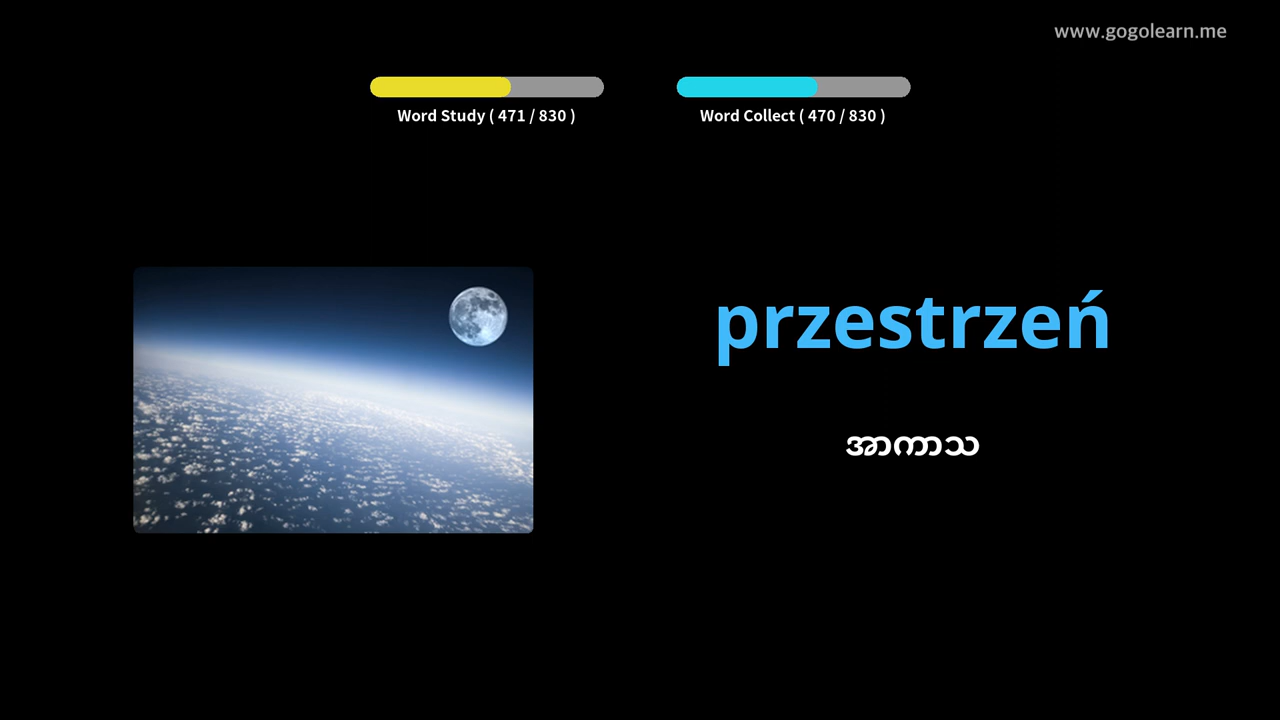 www.gogolearn.me
Word Study ( 471 / 830 )
Word Collect ( 470 / 830 )
przestrzeń
အာကာသ